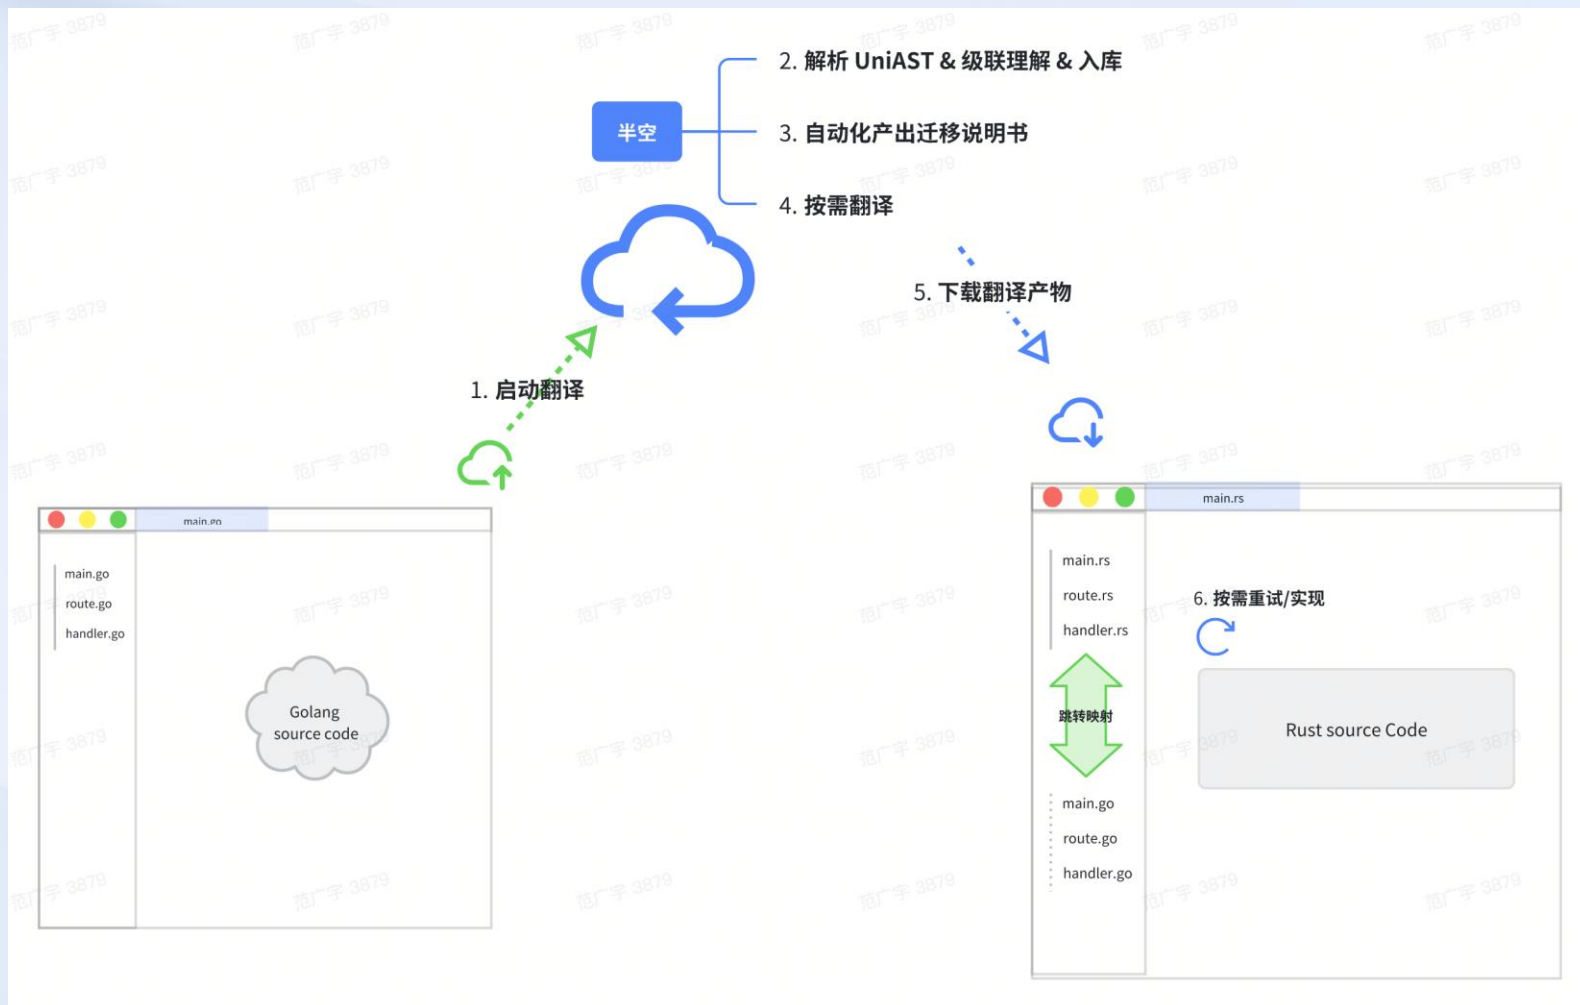 2. 解析 UniAST & 级联理解 & 入库
半空
3. 自动化产出迁移说明书
4. 按需翻译
5. 下载翻译产物
1. 启动翻译
main.go
main.go
route.go
handler.go
Golang
source code
main.rs
main.rs
route.rs
handler.rs
6. 按需重试/实现
跳转映射
Rust source Code
main.go
route.go
handler.go
范广宇 3879